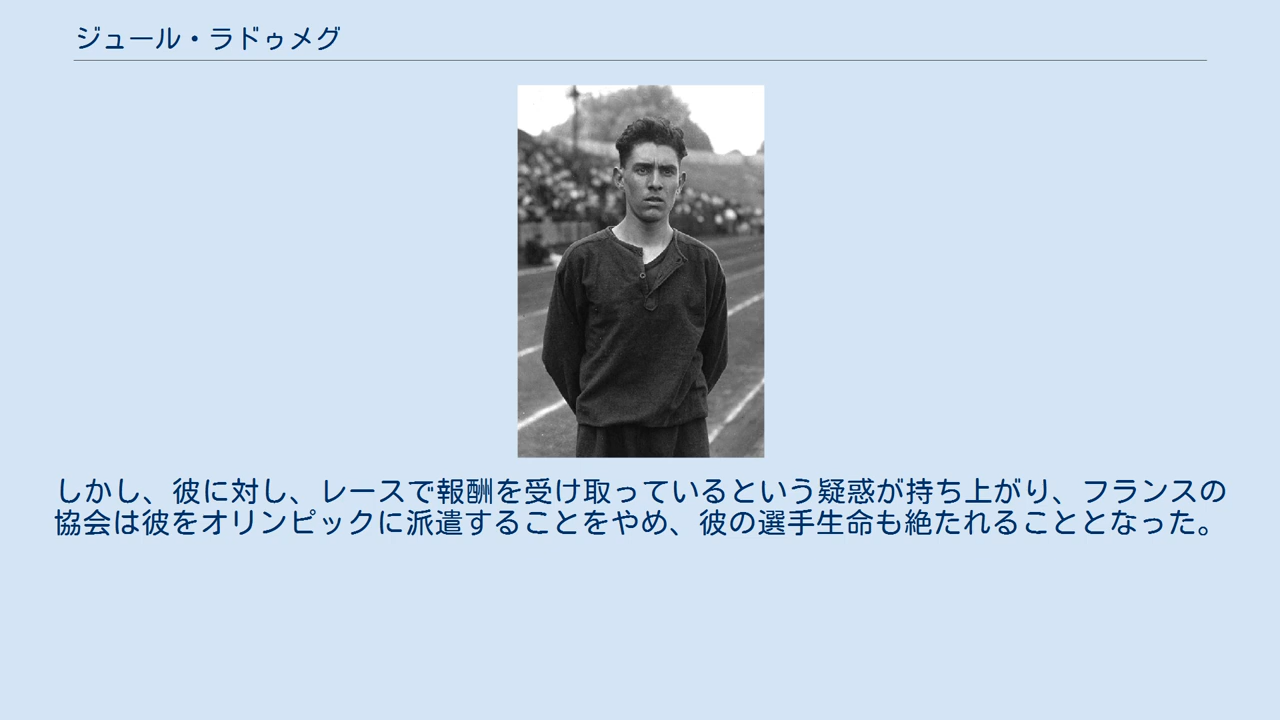 ジュール・ラドゥメグ
しかし、彼に対し、レースで報酬を受け取っているという疑惑が持ち上がり、フランスの
協会は彼をオリンピックに派遣することをやめ、彼の選手生命も絶たれることとなった。